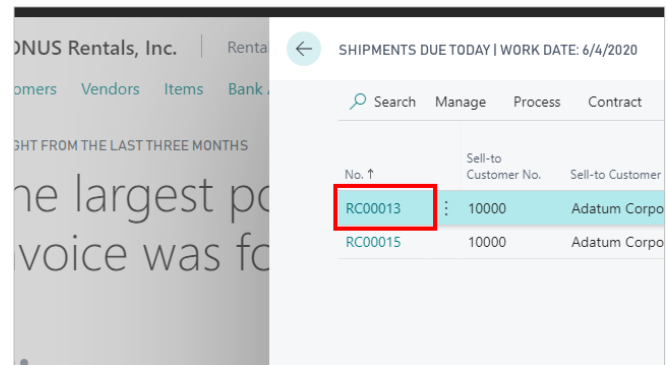 ONUS Rentals, Inc. | Renta
omers Vendors Items Bank
GHT FROM THE LAST THREE MONTHS
he largest po
voice was fo
SHIPMENTS DUE TODAY | WORK DATE: 6/4/2020
Search Manage Process Contract
No. ↑ Sell-to Customer No. Sell-to Customer
RC00013 10000 Adatum Corpo
RC00015 10000 Adatum Corpo